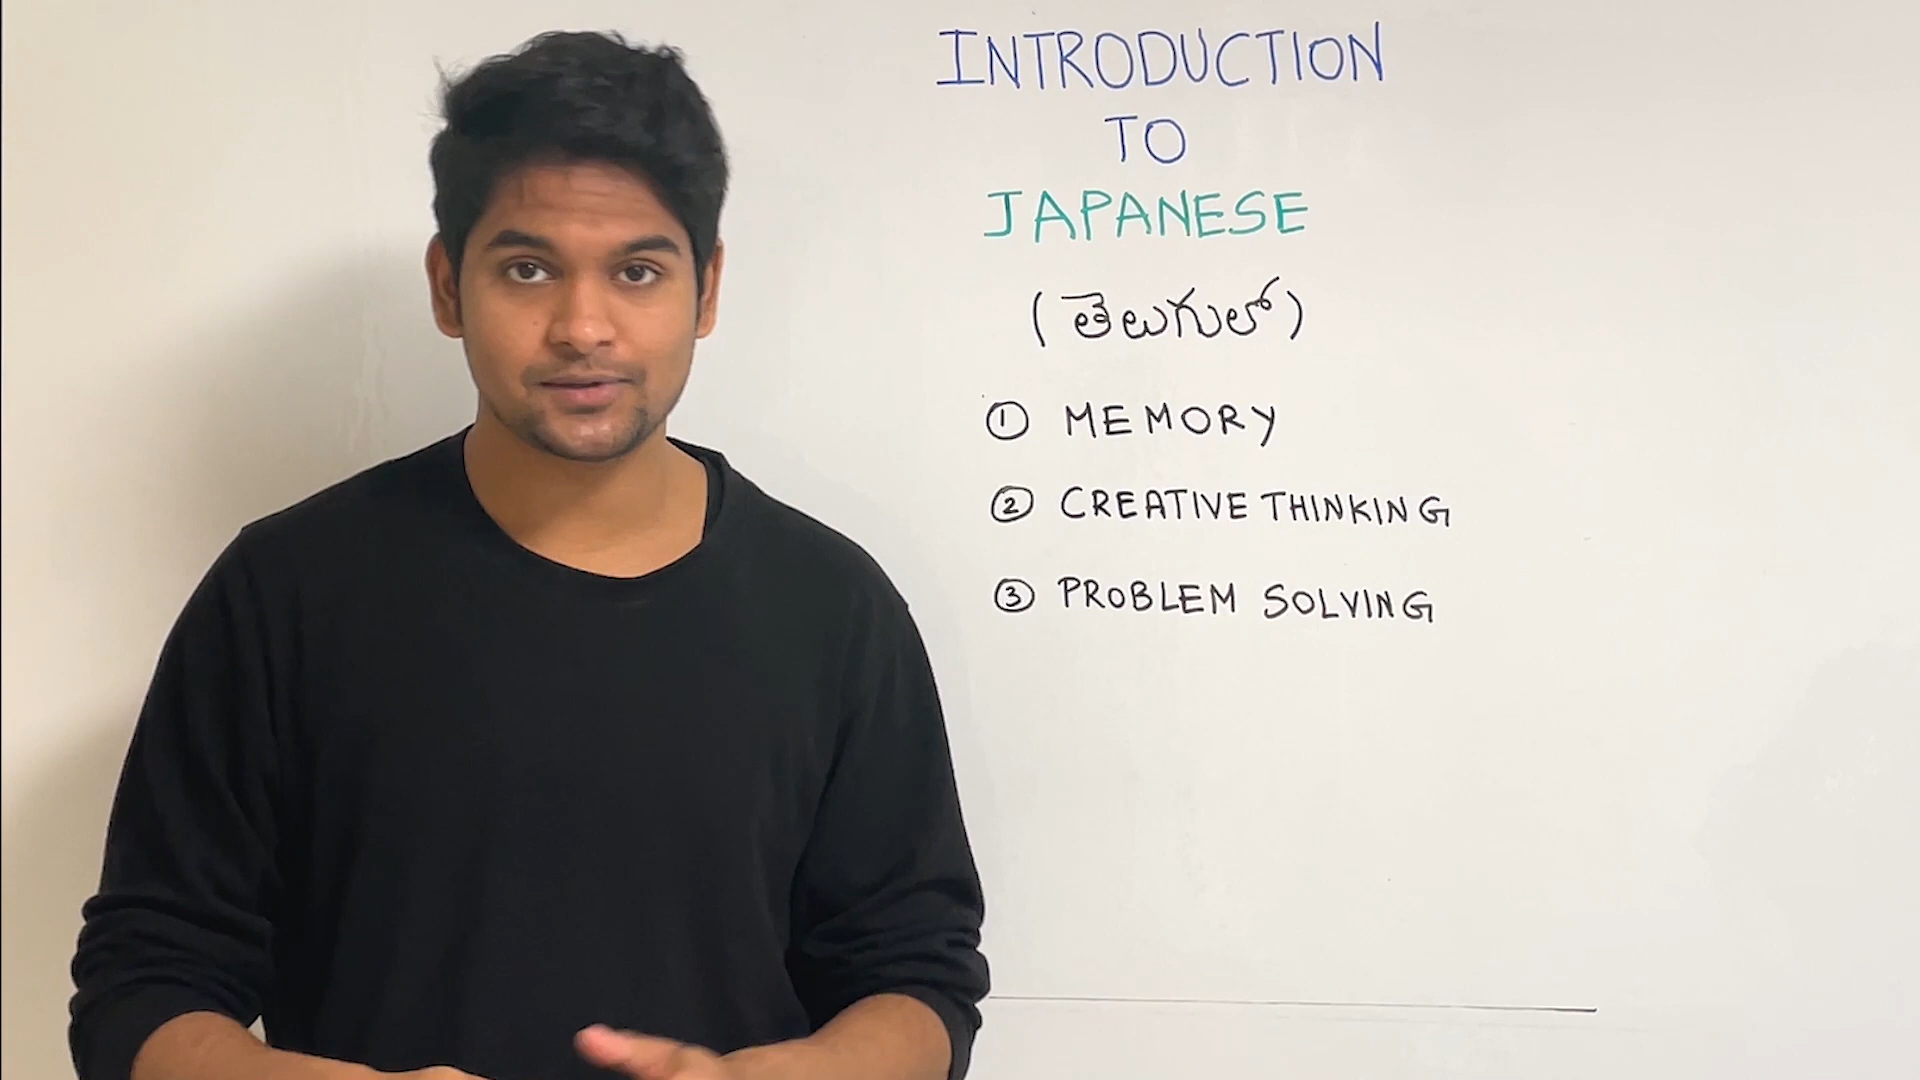 INTRODUCTION
TO
JAPANESE
(తెలుగులో)
① MEMORY
② CREATIVE THINKING
③ PROBLEM SOLVING